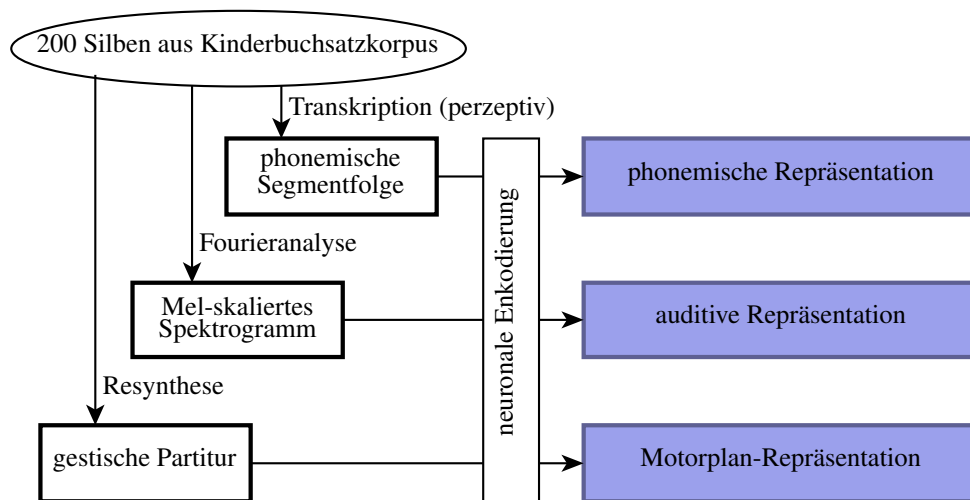 200 Silben aus Kinderbuchsatzkorpus
Transkription (perzeptiv)
phonemische
Segmentfolge
phonemische Repräsentation
Fourieranalyse
Mel-skaliertes
Spektrogramm
neuronale Enkodierung
auditive Repräsentation
Resynthese
gestische Partitur
Motorplan-Repräsentation